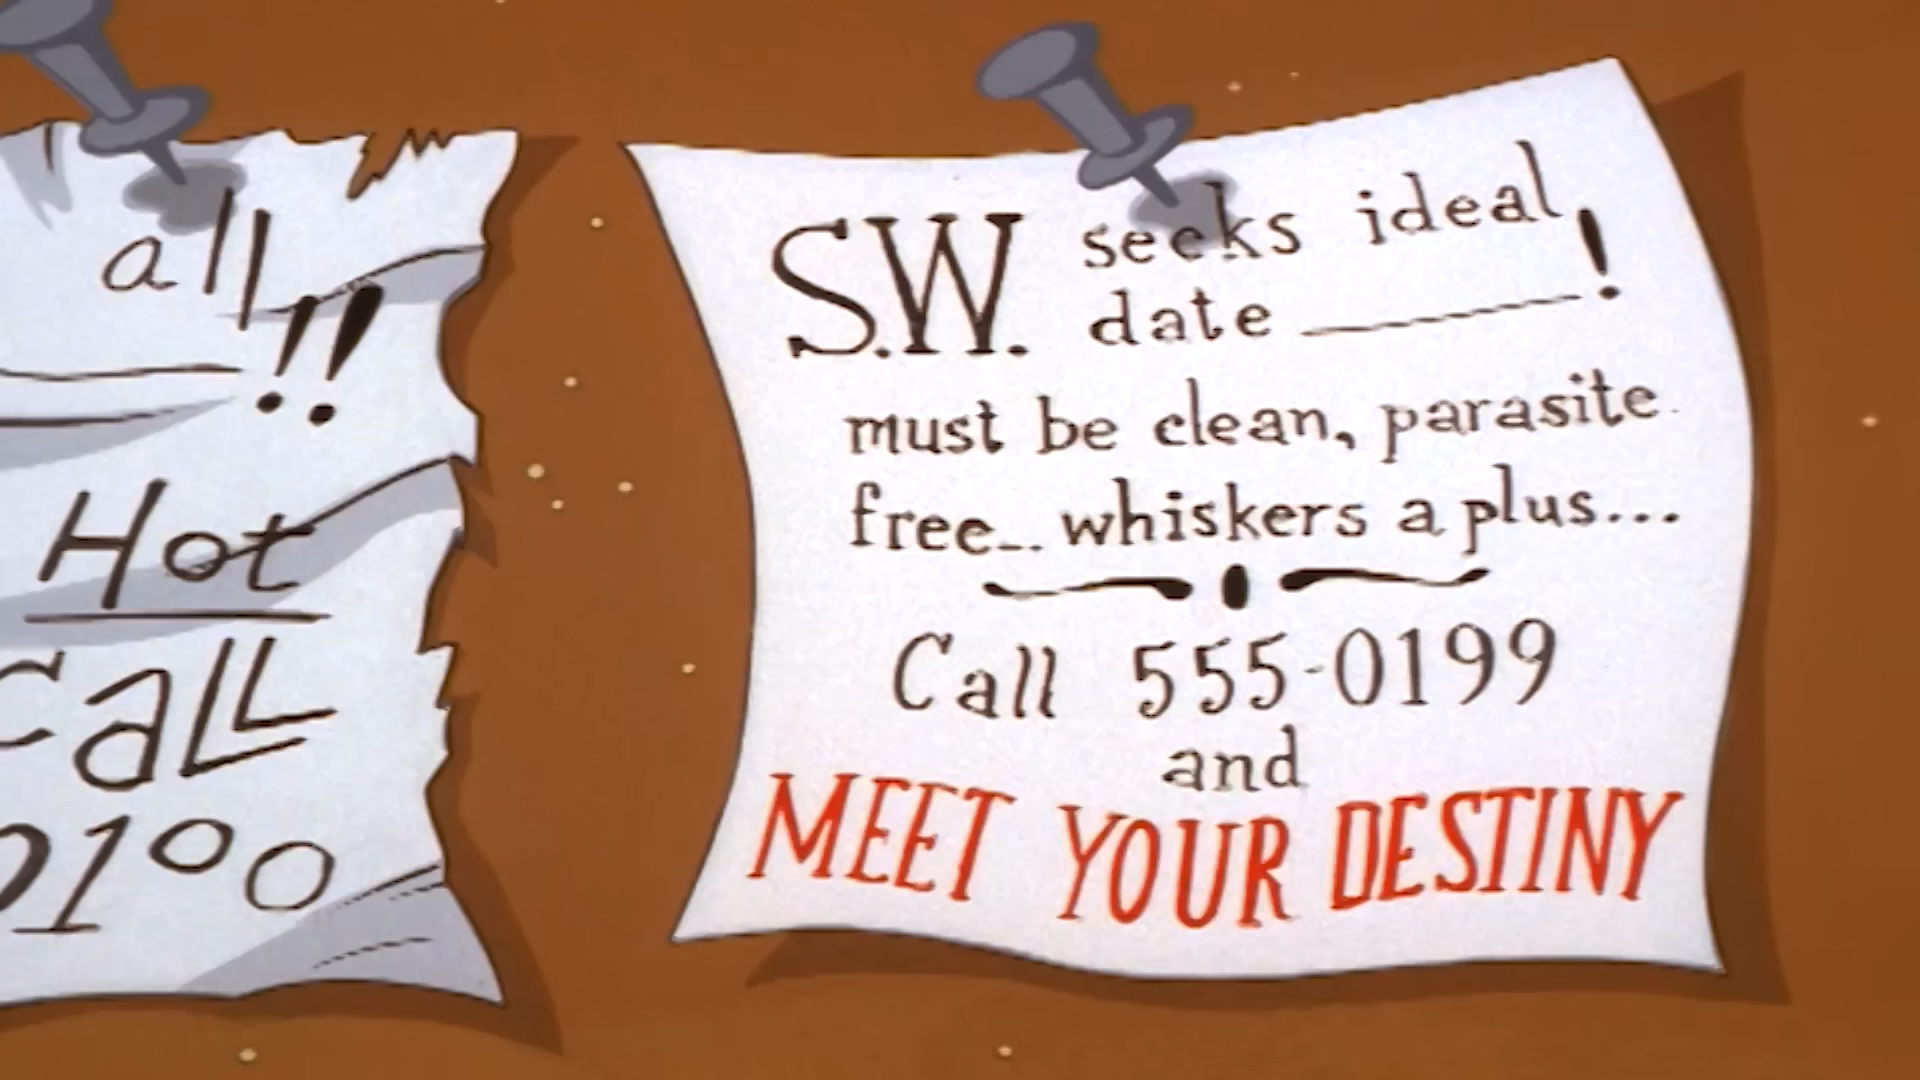 all
!!
Hot
CaLL
0100
S.W. seeks ideal
date ______!
must be clean, parasite
free... whiskers a plus...
Call 555-0199
and
MEET YOUR DESTINY